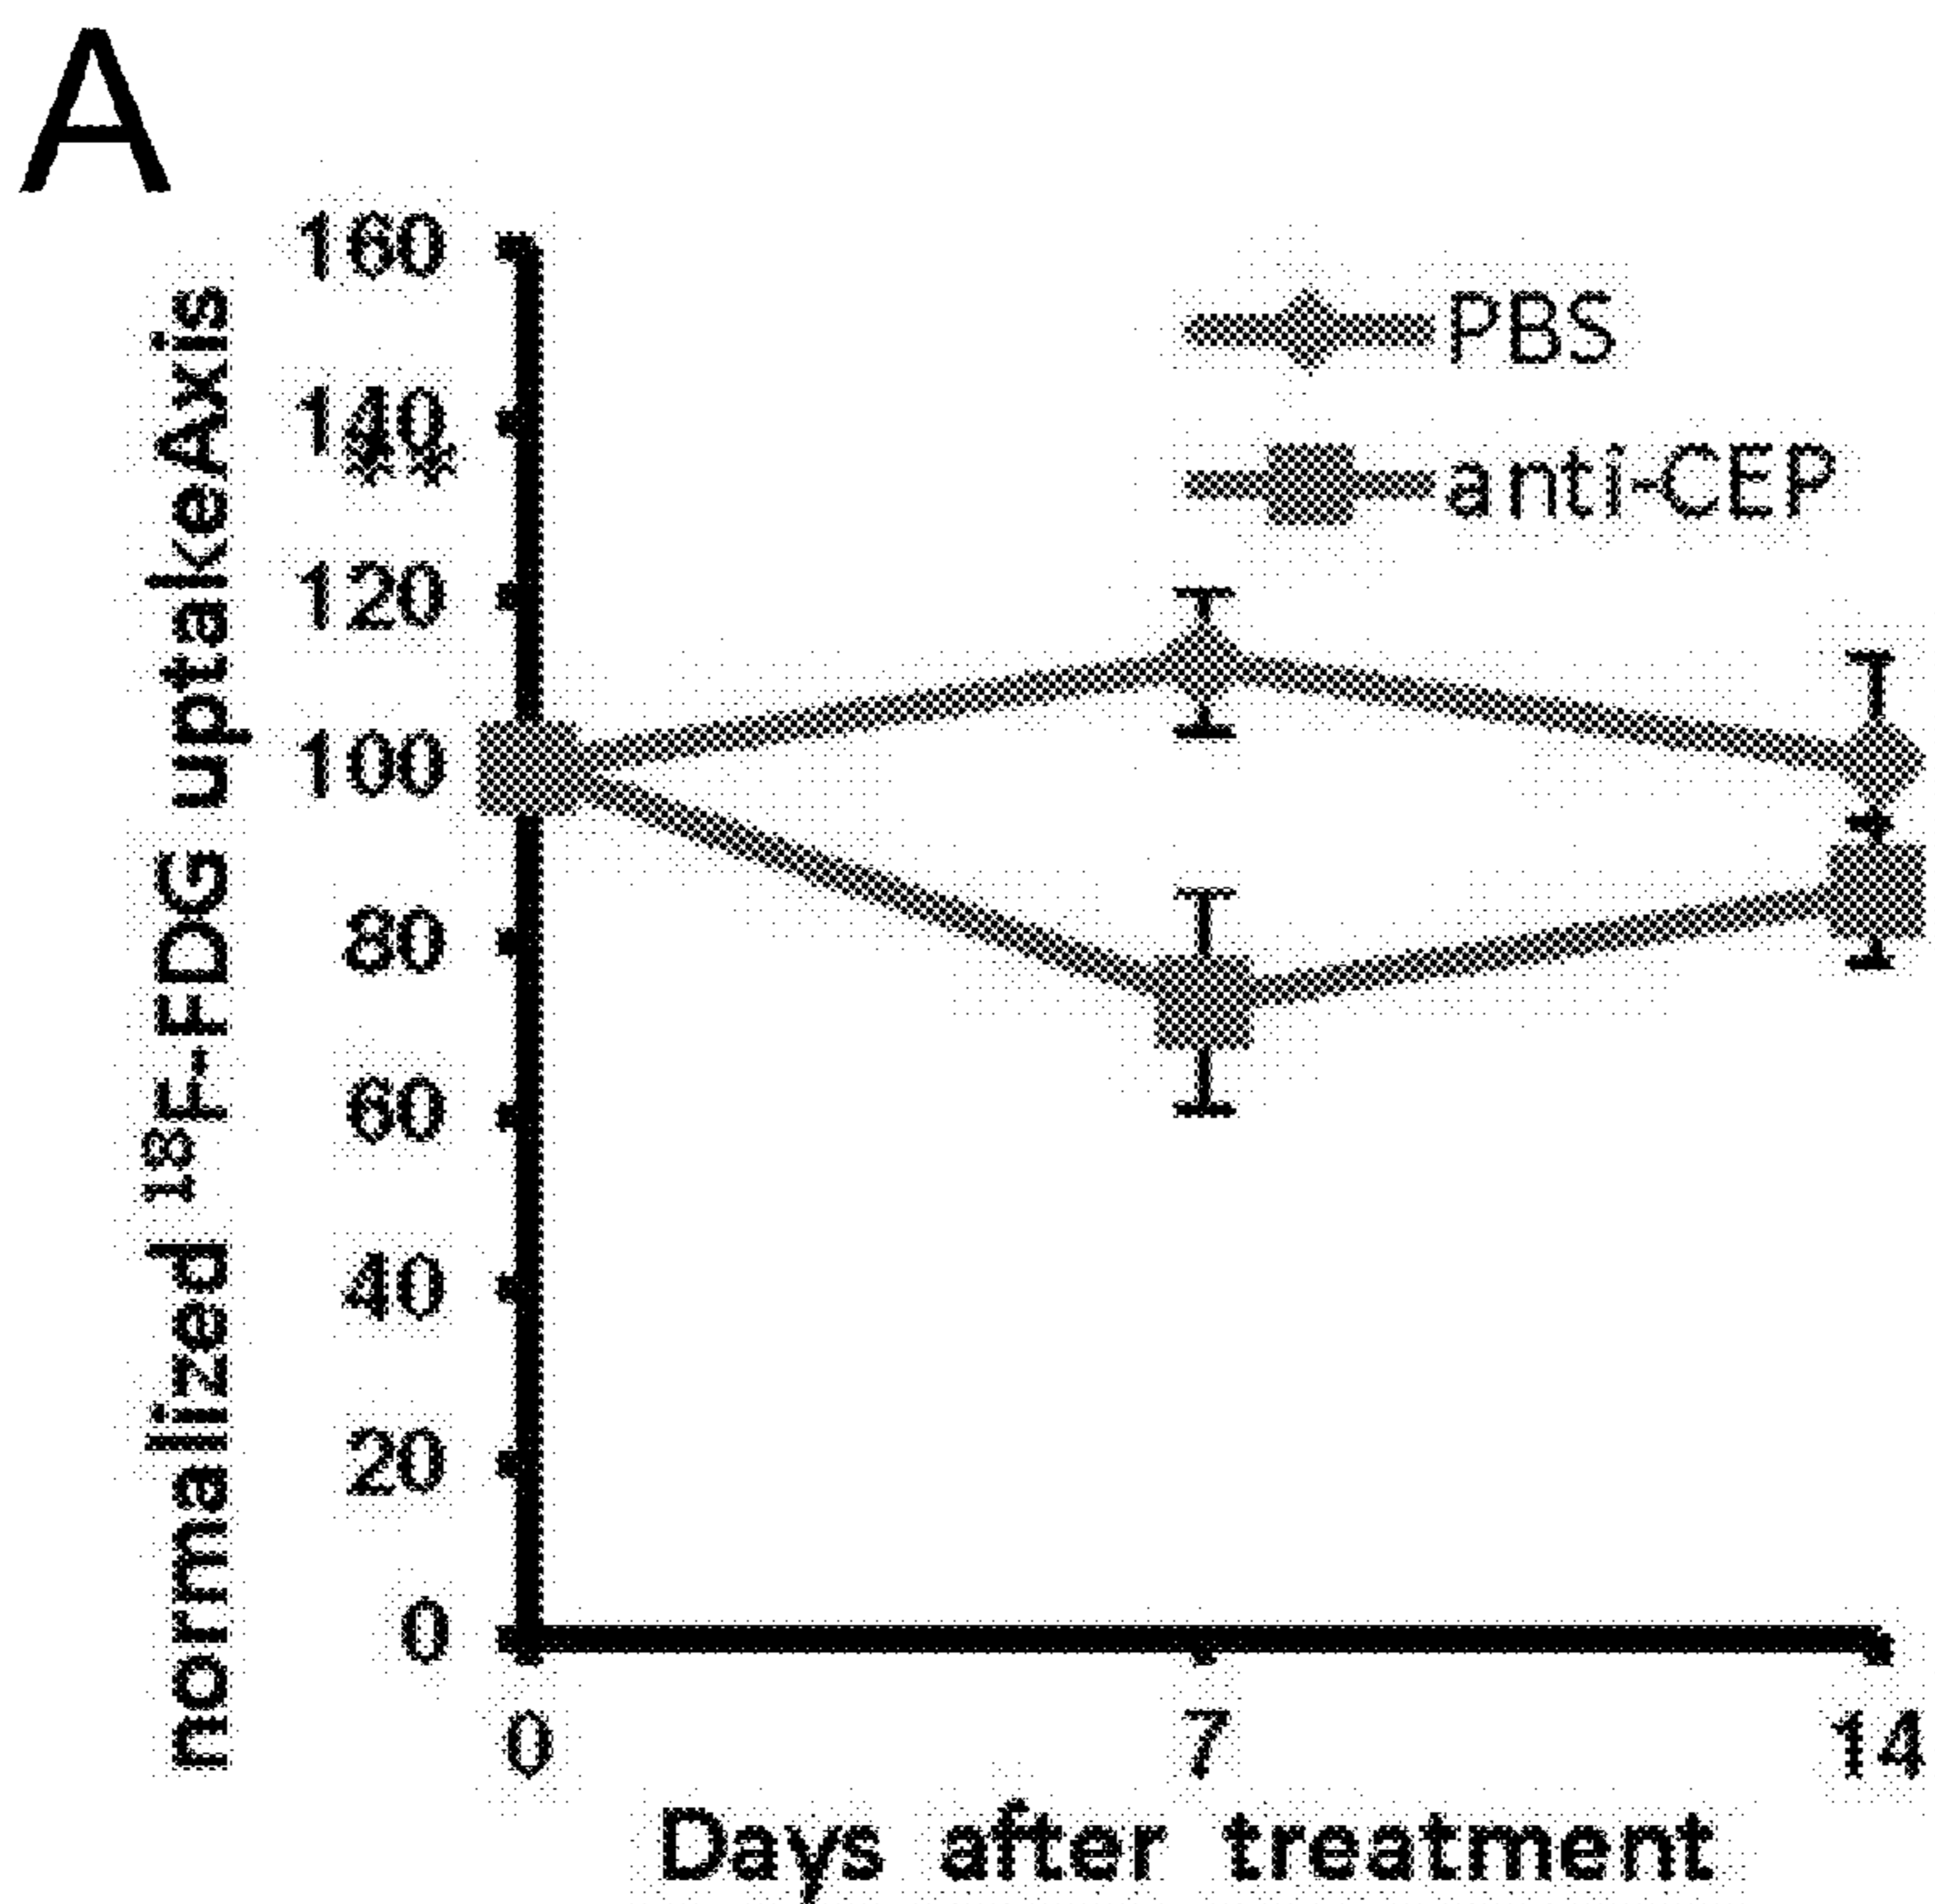 A
160
140
**
120
100
80
60
40
20
0
normalized ¹⁸F-FDG uptakeAxis
PBS
anti-CEP
0 7 14
Days after treatment